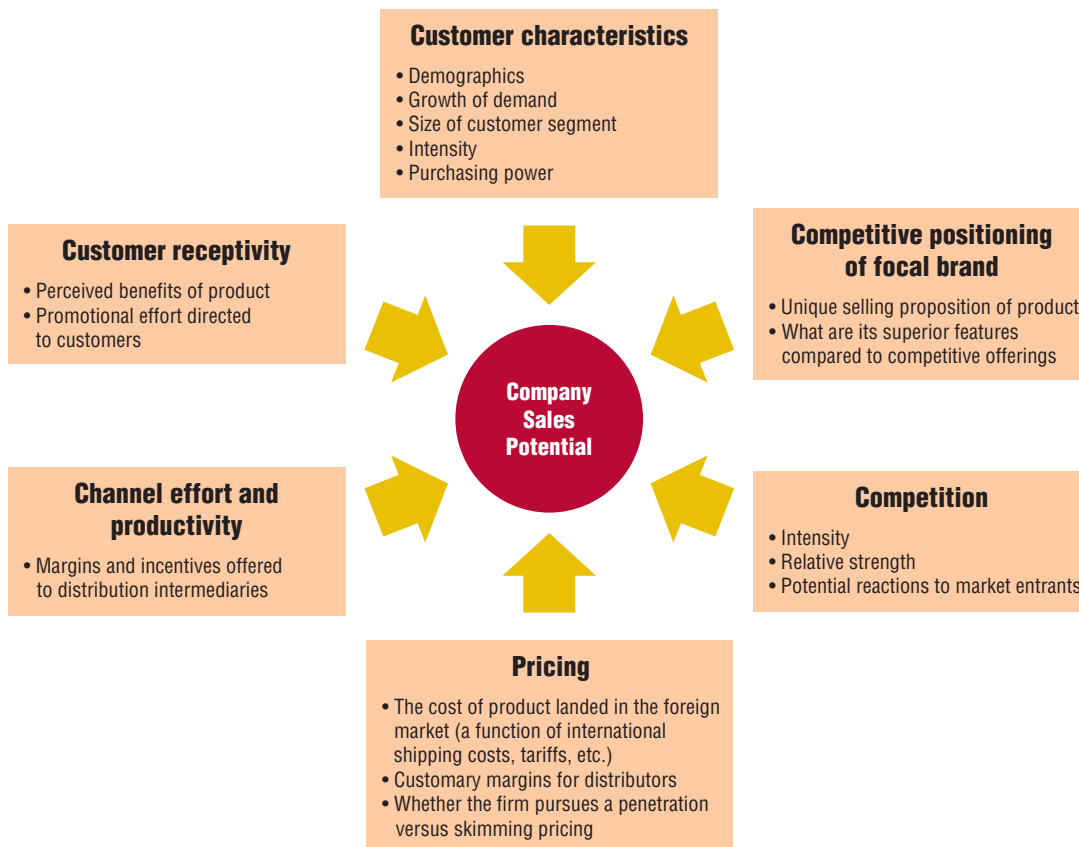 Customer characteristics
• Demographics
• Growth of demand
• Size of customer segment
• Intensity
• Purchasing power
Customer receptivity
• Perceived benefits of product
• Promotional effort directed
to customers
Competitive positioning
of focal brand
• Unique selling proposition of product
• What are its superior features
compared to competitive offerings
Company
Sales
Potential
Channel effort and
productivity
• Margins and incentives offered
to distribution intermediaries
Competition
• Intensity
• Relative strength
• Potential reactions to market entrants
Pricing
• The cost of product landed in the foreign
market (a function of international
shipping costs, tariffs, etc.)
• Customary margins for distributors
• Whether the firm pursues a penetration
versus skimming pricing